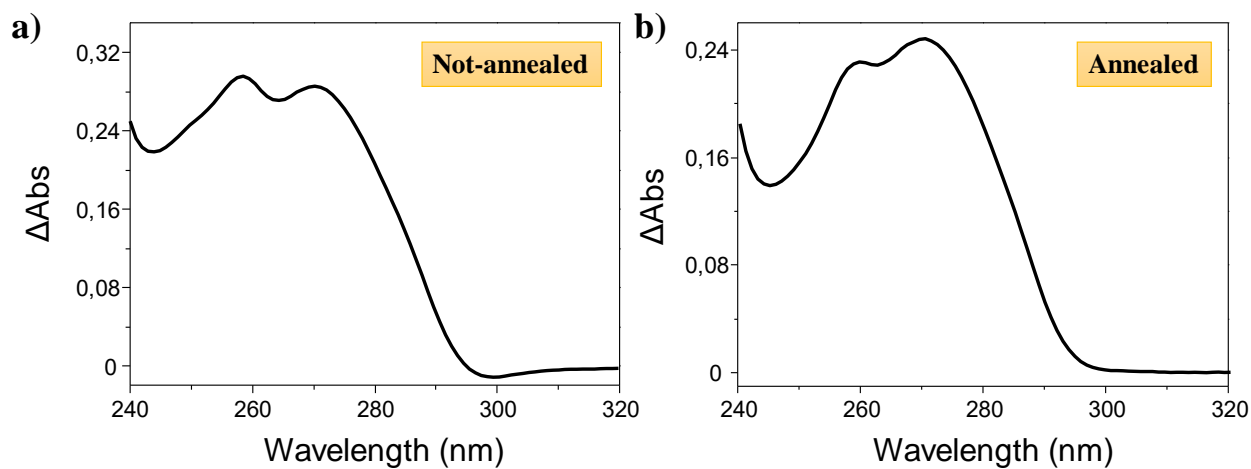 a)
Not-annealed
0,32
0,24
0,16
0,08
0
ΔAbs
240
260
280
300
320
Wavelength (nm)
b)
Annealed
0,24
0,16
0,08
0
ΔAbs
240
260
280
300
320
Wavelength (nm)